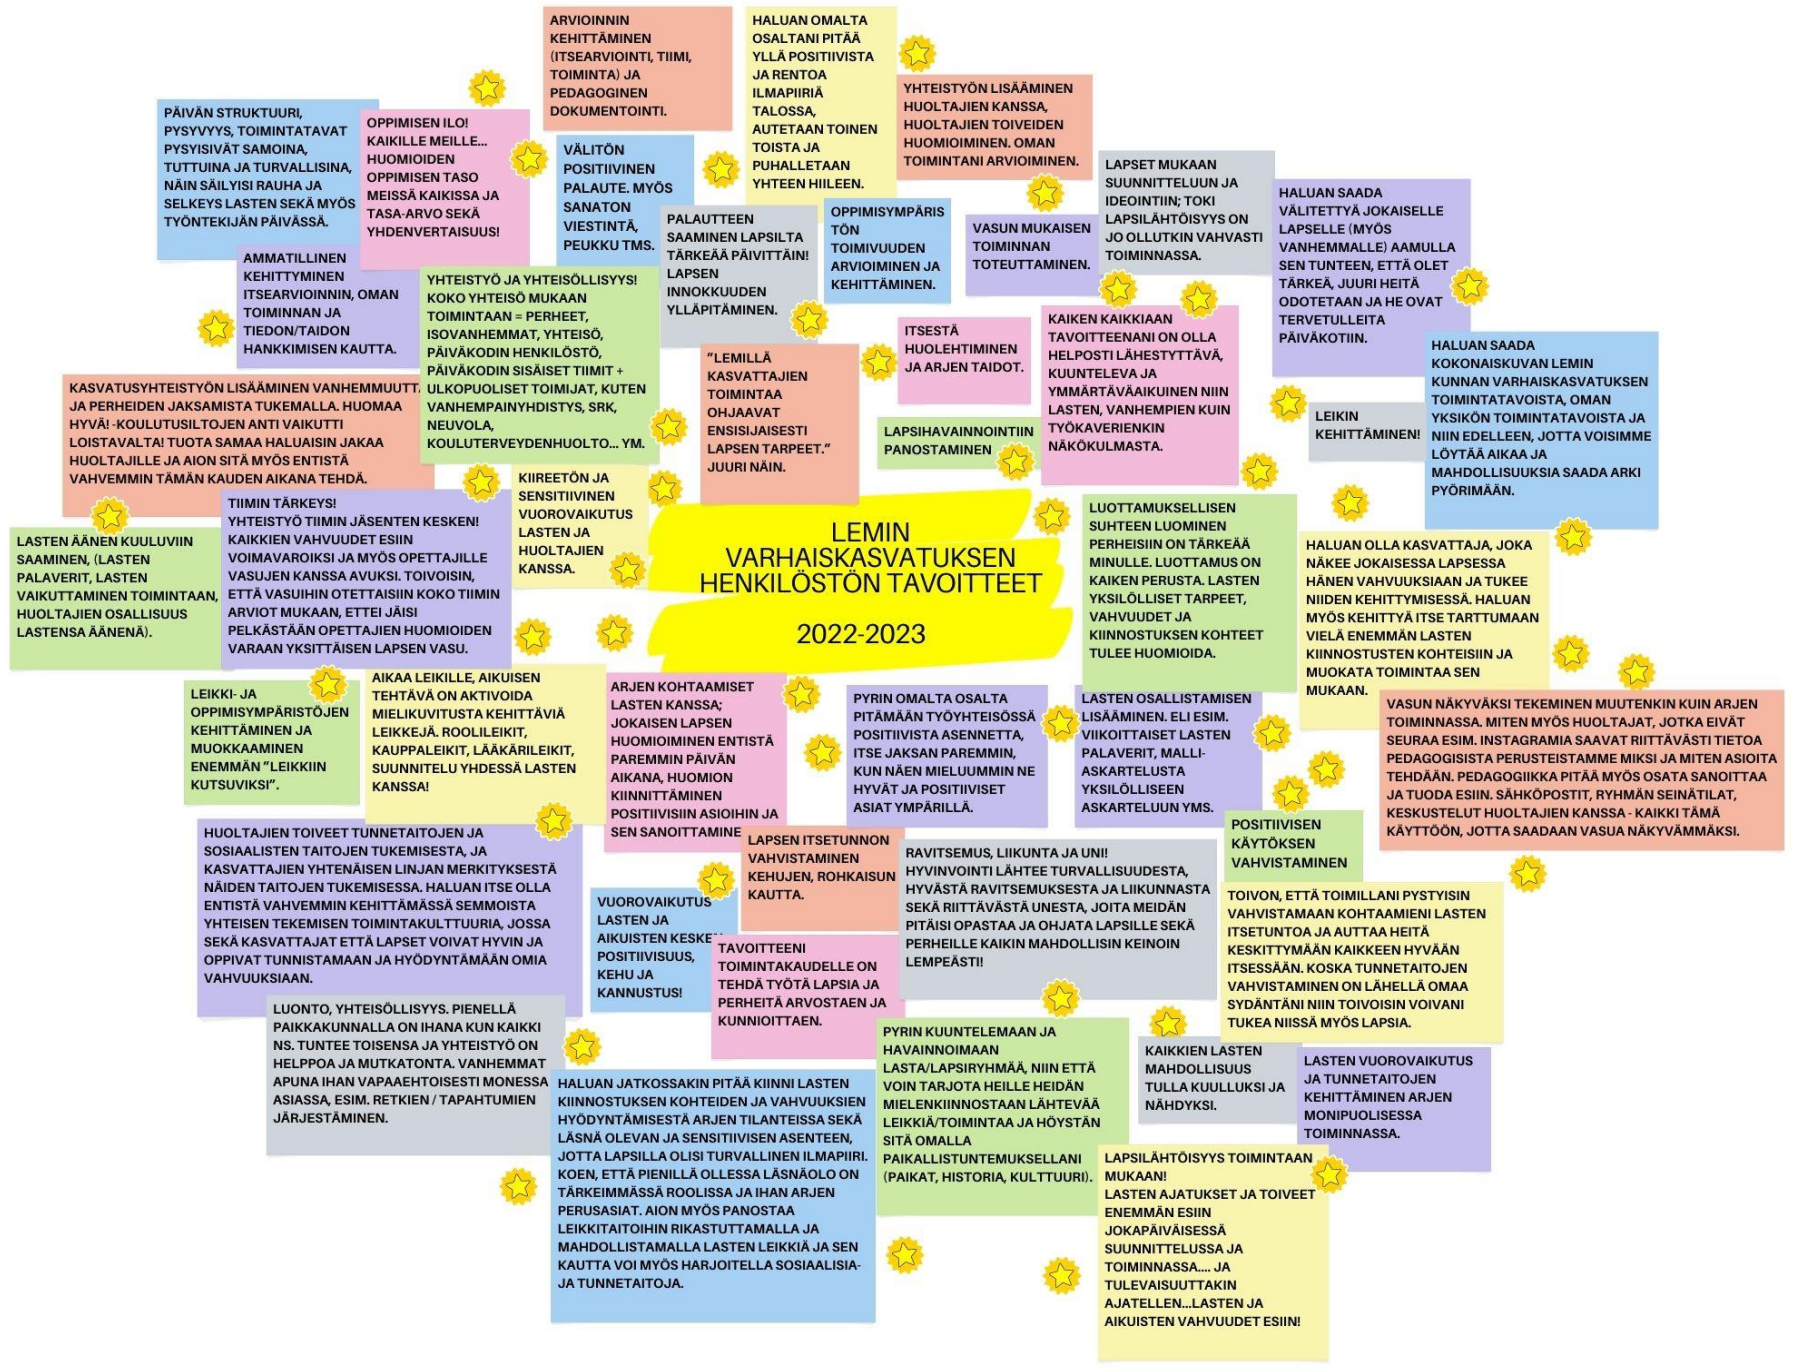 ARVIOINNIN
KEHITTÄMINEN
(ITSEARVIOINTI, TIIMI,
TOIMINTA) JA
PEDAGOGINEN
DOKUMENTOINTI.
HALUAN OMALTA
OSALTANI PITÄÄ
YLLÄ POSITIIVISTA
JA RENTOA
ILMAPIIRIÄ
TALOSSA,
AUTETAAN TOINEN
TOISTA JA
PUHALLETAAN
YHTEEN HIILEEN.
YHTEISTYÖN LISÄÄMINEN
HUOLTAJIEN KANSSA,
HUOLTAJIEN TOIVEIDEN
HUOMIOIMINEN. OMAN
TOIMINTANI ARVIOIMINEN.
PÄIVÄN STRUKTUURI,
PYSYVYYS, TOIMINTATAVAT
PYSYISIVÄT SAMOINA,
TUTTUINA JA TURVALLISINA,
NÄIN SÄILYISI RAUHA JA
SELKEYS LASTEN SEKÄ MYÖS
TYÖNTEKIJÄN PÄIVÄSSÄ.
OPPIMISEN ILO!
KAIKILLE MEILLE...
HUOMIOIDEN
OPPIMISEN TASO
MEISSÄ KAIKISSA JA
TASA-ARVO SEKÄ
YHDENVERTAISUUS!
VÄLITÖN
POSITIIVINEN
PALAUTE. MYÖS
SANATON
VIESTINTÄ,
PEUKKU TMS.
PALAUTTEEN
SAAMINEN LAPSILTA
TÄRKEÄÄ PÄIVITTÄIN!
LAPSEN
INNOKKUUDEN
YLLÄPITÄMINEN.
OPPIMISYMPÄRIS
TÖN
TOIMIVUUDEN
ARVIOIMINEN JA
KEHITTÄMINEN.
VASUN MUKAISEN
TOIMINNAN
TOTEUTTAMINEN.
LAPSET MUKAAN
SUUNNITTELUUN JA
IDEOINTIIN; TOKI
LAPSILÄHTÖISYYS ON
JO OLLUTKIN VAHVASTI
TOIMINNASSA.
HALUAN SAADA
VÄLITETTYÄ JOKAISELLE
LAPSELLE (MYÖS
VANHEMMALLE) AAMULLA
SEN TUNTEEN, ETTÄ OLET
TÄRKEÄ, JUURI HEITÄ
ODOTETAAN JA HE OVAT
TERVETULLEITA
PÄIVÄKOTIIN.
AMMATILLINEN
KEHITTYMINEN
ITSEARVIOINNIN, OMAN
TOIMINNAN JA
TIEDON/TAIDON
HANKKIMISEN KAUTTA.
YHTEISTYÖ JA YHTEISÖLLISYYS!
KOKO YHTEISÖ MUKAAN
TOIMINTAAN = PERHEET,
ISOVANHEMMAT, YHTEISÖ,
PÄIVÄKODIN HENKILÖSTÖ,
PÄIVÄKODIN SISÄISET TIIMIT +
ULKOPUOLISET TOIMIJAT, KUTEN
VANHEMPAINYHDISTYS, SRK,
NEUVOLA,
KOULUTERVEYDENHUOLTO... YM.
"LEMILLÄ
KASVATTAJIEN
TOIMINTAA
OHJAAVAT
ENSISIJAISESTI
LAPSEN TARPEET."
JUURI NÄIN.
ITSESTÄ
HUOLEHTIMINEN
JA ARJEN TAIDOT.
KAIKEN KAIKKIAAN
TAVOITTEENANI ON OLLA
HELPOSTI LÄHESTYTTÄVÄ,
KUUNTELEVA JA
YMMÄRTÄVÄAIKUINEN NIIN
LASTEN, VANHEMPIEN KUIN
TYÖKAVERIENKIN
NÄKÖKULMASTA.
HALUAN SAADA
KOKONAISKUVAN LEMIN
KUNNAN VARHAISKASVATUKSEN
TOIMINTATAVOISTA, OMAN
YKSIKÖN TOIMINTATAVOISTA JA
NIIN EDELLEEN, JOTTA VOISIMME
LÖYTÄÄ AIKAA JA
MAHDOLLISUUKSIA SAADA ARKI
PYÖRIMÄÄN.
LEIKIN
KEHITTÄMINEN!
KASVATUSYHTEISTYÖN LISÄÄMINEN VANHEMMUUTTA
JA PERHEIDEN JAKSAMISTA TUKEMALLA. HUOMAA
HYVÄ! -KOULUTUSILTOJEN ANTI VAIKUTTI
LOISTAVALTA! TUOTA SAMAA HALUAISIN JAKAA
HUOLTAJILLE JA AION SITÄ MYÖS ENTISTÄ
VAHVEMMIN TÄMÄN KAUDEN AIKANA TEHDÄ.
LAPSIHAVAINNOINTIIN
PANOSTAMINEN
KIIREETÖN JA
SENSITIIVINEN
VUOROVAIKUTUS
LASTEN JA
HUOLTAJIEN
KANSSA.
TIIMIN TÄRKEYS!
YHTEISTYÖ TIIMIN JÄSENTEN KESKEN!
KAIKKIEN VAHVUUDET ESIIN
VOIMAVAROIKSI JA MYÖS OPETTAJILLE
VASUJEN KANSSA AVUKSI. TOIVOISIN,
ETTÄ VASUIHIN OTETTAISIIN KOKO TIIMIN
ARVIOT MUKAAN, ETTEI JÄISI
PELKÄSTÄÄN OPETTAJIEN HUOMIOIDEN
VARAAN YKSITTÄISEN LAPSEN VASU.
LASTEN ÄÄNEN KUULUVIIN
SAAMINEN, (LASTEN
PALAVERIT, LASTEN
VAIKUTTAMINEN TOIMINTAAN,
HUOLTAJIEN OSALLISUUS
LASTENSA ÄÄNENÄ).
LEMIN
VARHAISKASVATUKSEN
HENKILÖSTÖN TAVOITTEET
2022-2023
LUOTTAMUKSELLISEN
SUHTEEN LUOMINEN
PERHEISIIN ON TÄRKEÄÄ
MINULLE. LUOTTAMUS ON
KAIKEN PERUSTA. LASTEN
YKSILÖLLISET TARPEET,
VAHVUUDET JA
KIINNOSTUKSEN KOHTEET
TULEE HUOMIOIDA.
HALUAN OLLA KASVATTAJA, JOKA
NÄKEE JOKAISESSA LAPSESSA
HÄNEN VAHVUUKSIAAN JA TUKEE
NIIDEN KEHITTYMISESSÄ. HALUAN
MYÖS KEHITTYÄ ITSE TARTTUMAAN
VIELÄ ENEMMÄN LASTEN
KIINNOSTUSTEN KOHTEISIIN JA
MUOKATA TOIMINTAA SEN
MUKAAN.
LEIKKI- JA
OPPIMISYMPÄRISTÖJEN
KEHITTÄMINEN JA
MUOKKAAMINEN
ENEMMÄN "LEIKKIIN
KUTSUVIKSI".
AIKAA LEIKILLE, AIKUISEN
TEHTÄVÄ ON AKTIVOIDA
MIELIKUVITUSTA KEHITTÄVIÄ
LEIKKEJÄ. ROOLILEIKIT,
KAUPPALEIKIT, LÄÄKÄRILEIKIT,
SUUNNITELU YHDESSÄ LASTEN
KANSSA!
ARJEN KOHTAAMISET
LASTEN KANSSA;
JOKAISEN LAPSEN
HUOMIOIMINEN ENTISTÄ
PAREMMIN PÄIVÄN
AIKANA, HUOMION
KIINNITTÄMINEN
POSITIIVISIIN ASIOIHIN JA
SEN SANOITTAMINE
PYRIN OMALTA OSALTA
PITÄMÄÄN TYÖYHTEISÖSSÄ
POSITIIVISTA ASENNETTA,
ITSE JAKSAN PAREMMIN,
KUN NÄEN MIELUUMMIN NE
HYVÄT JA POSITIIVISET
ASIAT YMPÄRILLÄ.
LASTEN OSALLISTAMISEN
LISÄÄMINEN. ELI ESIM.
VIIKOITTAISET LASTEN
PALAVERIT, MALLI-
ASKARTELUSTA
YKSILÖLLISEEN
ASKARTELUUN YMS.
VASUN NÄKYVÄKSI TEKEMINEN MUUTENKIN KUIN ARJEN
TOIMINNASSA. MITEN MYÖS HUOLTAJAT, JOTKA EIVÄT
SEURAA ESIM. INSTAGRAMIA SAAVAT RIITTÄVÄSTI TIETOA
PEDAGOGISISTA PERUSTEISTAMME MIKSI JA MITEN ASIOITA
TEHDÄÄN. PEDAGOGIIKKA PITÄÄ MYÖS OSATA SANOITTAA
JA TUODA ESIIN. SÄHKÖPOSTIT, RYHMÄN SEINÄTILAT,
KESKUSTELUT HUOLTAJIEN KANSSA - KAIKKI TÄMÄ
KÄYTTÖÖN, JOTTA SAADAAN VASUA NÄKYVÄMMÄKSI.
POSITIIVISEN
KÄYTÖKSEN
VAHVISTAMINEN
HUOLTAJIEN TOIVEET TUNNETAITOJEN JA
SOSIAALISTEN TAITOJEN TUKEMISESTA, JA
KASVATTAJIEN YHTENÄISEN LINJAN MERKITYKSESTÄ
NÄIDEN TAITOJEN TUKEMISESSA. HALUAN ITSE OLLA
ENTISTÄ VAHVEMMIN KEHITTÄMÄSSÄ SEMMOISTA
YHTEISEN TEKEMISEN TOIMINTAKULTTUURIA, JOSSA
SEKÄ KASVATTAJAT ETTÄ LAPSET VOIVAT HYVIN JA
OPPIVAT TUNNISTAMAAN JA HYÖDYNTÄMÄÄN OMIA
VAHVUUKSIAAN.
LAPSEN ITSETUNNON
VAHVISTAMINEN
KEHUJEN, ROHKAISUN
KAUTTA.
RAVITSEMUS, LIIKUNTA JA UNI!
HYVINVOINTI LÄHTEE TURVALLISUUDESTA,
HYVÄSTÄ RAVITSEMUKSESTA JA LIIKUNNASTA
SEKÄ RIITTÄVÄSTÄ UNESTA, JOITA MEIDÄN
PITÄISI OPASTAA JA OHJATA LAPSILLE SEKÄ
PERHEILLE KAIKIN MAHDOLLISIN KEINOIN
LEMPEÄSTI!
VUOROVAIKUTUS
LASTEN JA
AIKUISTEN KESKEN
POSITIIVISUUS,
KEHU JA
KANNUSTUS!
TAVOITTEENI
TOIMINTAKAUDELLE ON
TEHDÄ TYÖTÄ LAPSIA JA
PERHEITÄ ARVOSTAEN JA
KUNNIOITTAEN.
TOIVON, ETTÄ TOIMILLANI PYSTYISIN
VAHVISTAMAAN KOHTAAMIENI LASTEN
ITSETUNTOA JA AUTTAA HEITÄ
KESKITTYMÄÄN KAIKKEEN HYVÄÄN
ITSESSÄÄN. KOSKA TUNNETAITOJEN
VAHVISTAMINEN ON LÄHELLÄ OMAA
SYDÄNTÄNI NIIN TOIVOISIN VOIVANI
TUKEA NIISSÄ MYÖS LAPSIA.
LUONTO, YHTEISÖLLISYYS. PIENELLÄ
PAIKKAKUNNALLA ON IHANA KUN KAIKKI
NS. TUNTEE TOISENSA JA YHTEISTYÖ ON
HELPPOA JA MUTKATONTA. VANHEMMAT
APUNA IHAN VAPAAEHTOISESTI MONESSA
ASIASSA, ESIM. RETKIEN / TAPAHTUMIEN
JÄRJESTÄMINEN.
PYRIN KUUNTELEMAAN JA
HAVAINNOIMAAN
LASTA/LAPSIRYHMÄÄ, NIIN ETTÄ
VOIN TARJOTA HEILLE HEIDÄN
MIELENKIINNOSTAAN LÄHTEVÄÄ
LEIKKIÄ/TOIMINTAA JA HÖYSTÄN
SITÄ OMALLA
PAIKALLISTUNTEMUKSELLANI
(PAIKAT, HISTORIA, KULTTUURI).
KAIKKIEN LASTEN
MAHDOLLISUUS
TULLA KUULLUKSI JA
NÄHDYKSI.
LASTEN VUOROVAIKUTUS
JA TUNNETAITOJEN
KEHITTÄMINEN ARJEN
MONIPUOLISESSA
TOIMINNASSA.
HALUAN JATKOSSAKIN PITÄÄ KIINNI LASTEN
KIINNOSTUKSEN KOHTEIDEN JA VAHVUUKSIEN
HYÖDYNTÄMISESTÄ ARJEN TILANTEISSA SEKÄ
LÄSNÄ OLEVAN JA SENSITIIVISEN ASENTEEN,
JOTTA LAPSILLA OLISI TURVALLINEN ILMAPIIRI.
KOEN, ETTÄ PIENILLÄ OLLESSA LÄSNÄOLO ON
TÄRKEIMMÄSSÄ ROOLISSA JA IHAN ARJEN
PERUSASIAT. AION MYÖS PANOSTAA
LEIKKITAITOIHIN RIKASTUTTAMALLA JA
MAHDOLLISTAMALLA LASTEN LEIKKIÄ JA SEN
KAUTTA VOI MYÖS HARJOITELLA SOSIAALISIA-
JA TUNNETAITOJA.
LAPSILÄHTÖISYYS TOIMINTAAN
MUKAAN!
LASTEN AJATUKSET JA TOIVEET
ENEMMÄN ESIIN
JOKAPÄIVÄISESSÄ
SUUNNITTELUSSA JA
TOIMINNASSA.... JA
TULEVAISUUTTAKIN
AJATELLEN...LASTEN JA
AIKUISTEN VAHVUUDET ESIIN!